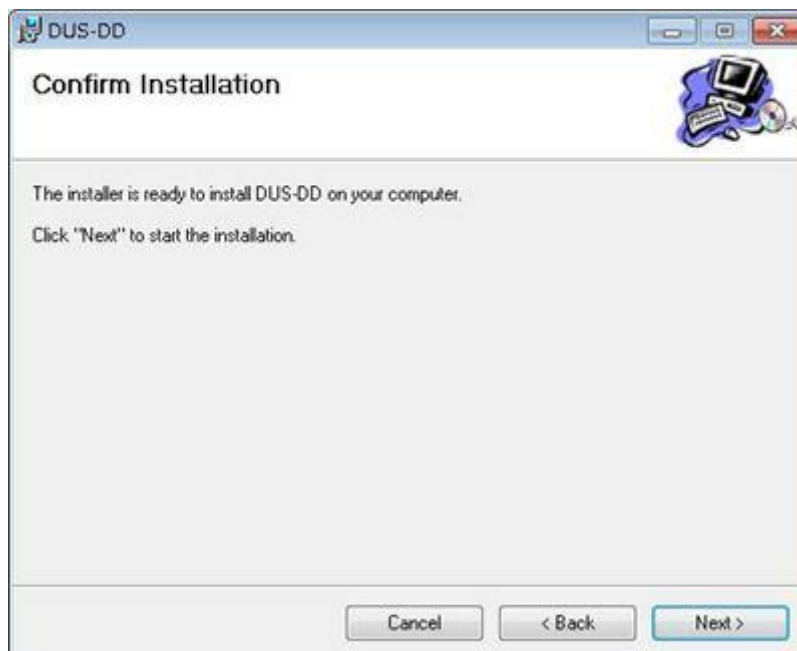 DUS-DD
Confirm Installation
The installer is ready to install DUS-DD on your computer.
Click "Next" to start the installation.
Cancel
< Back
Next >